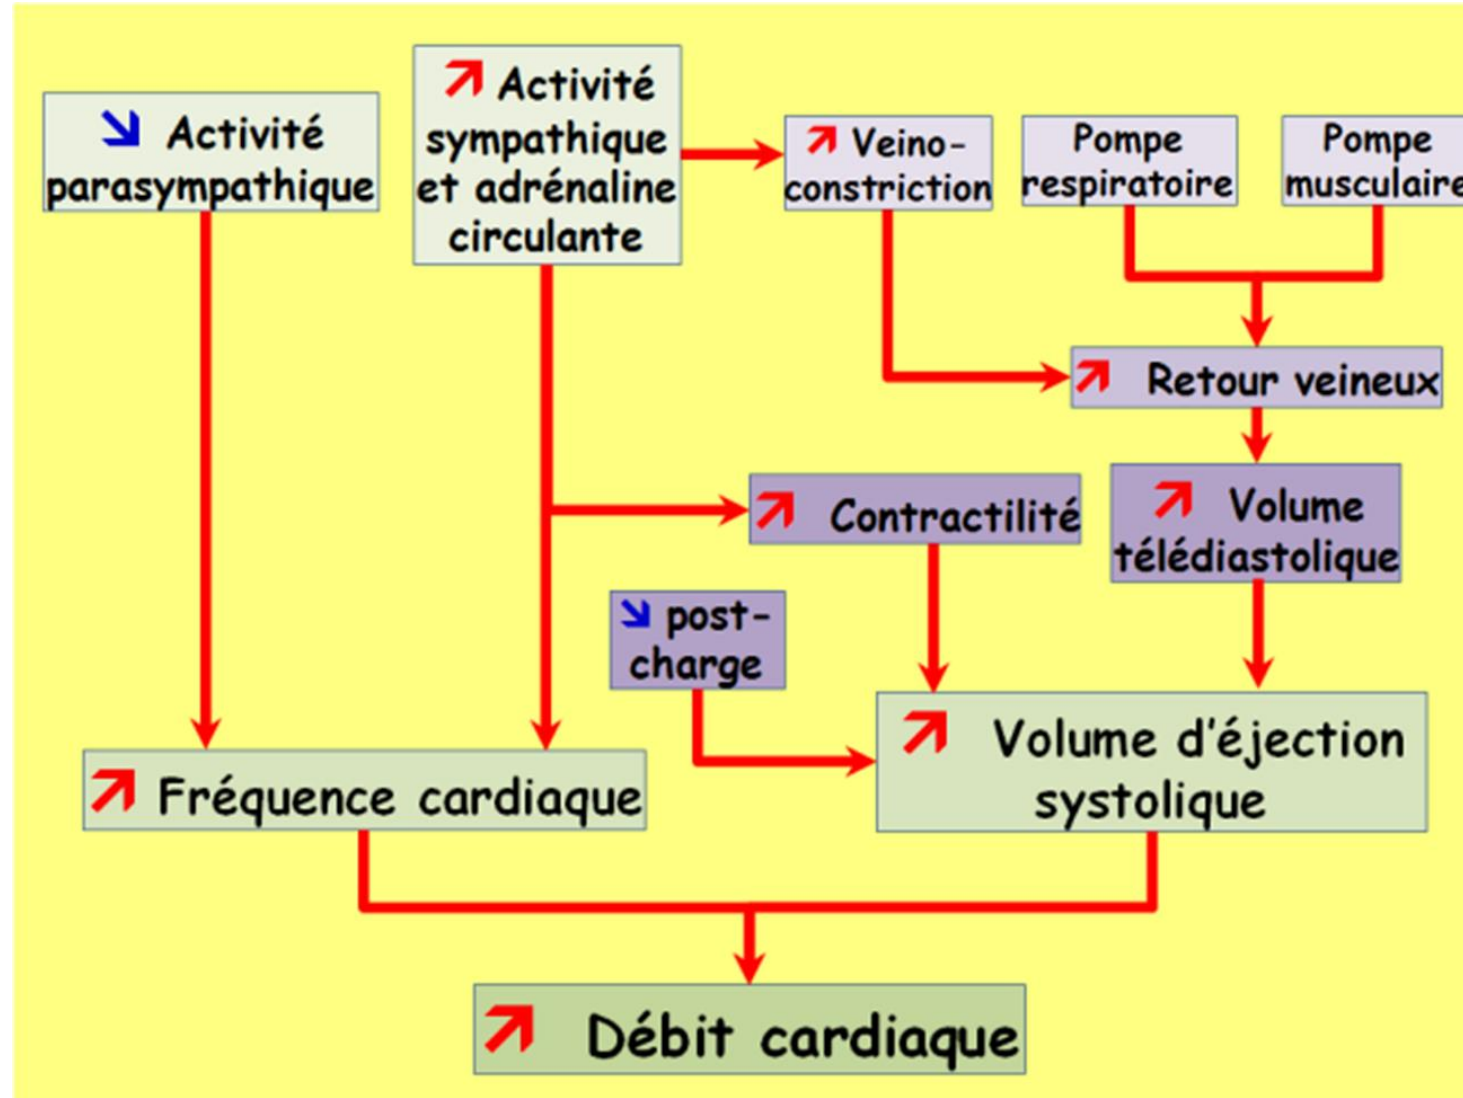 ↘ Activité
parasympathique
↗ Activité
sympathique
et adrénaline
circulante
↗ Veino-
constriction
Pompe
respiratoire
Pompe
musculaire
↗ Retour veineux
↗ Contractilité
↗ Volume
télédiastolique
↘ post-
charge
↗ Fréquence cardiaque
↗ Volume d'éjection
systolique
↗ Débit cardiaque